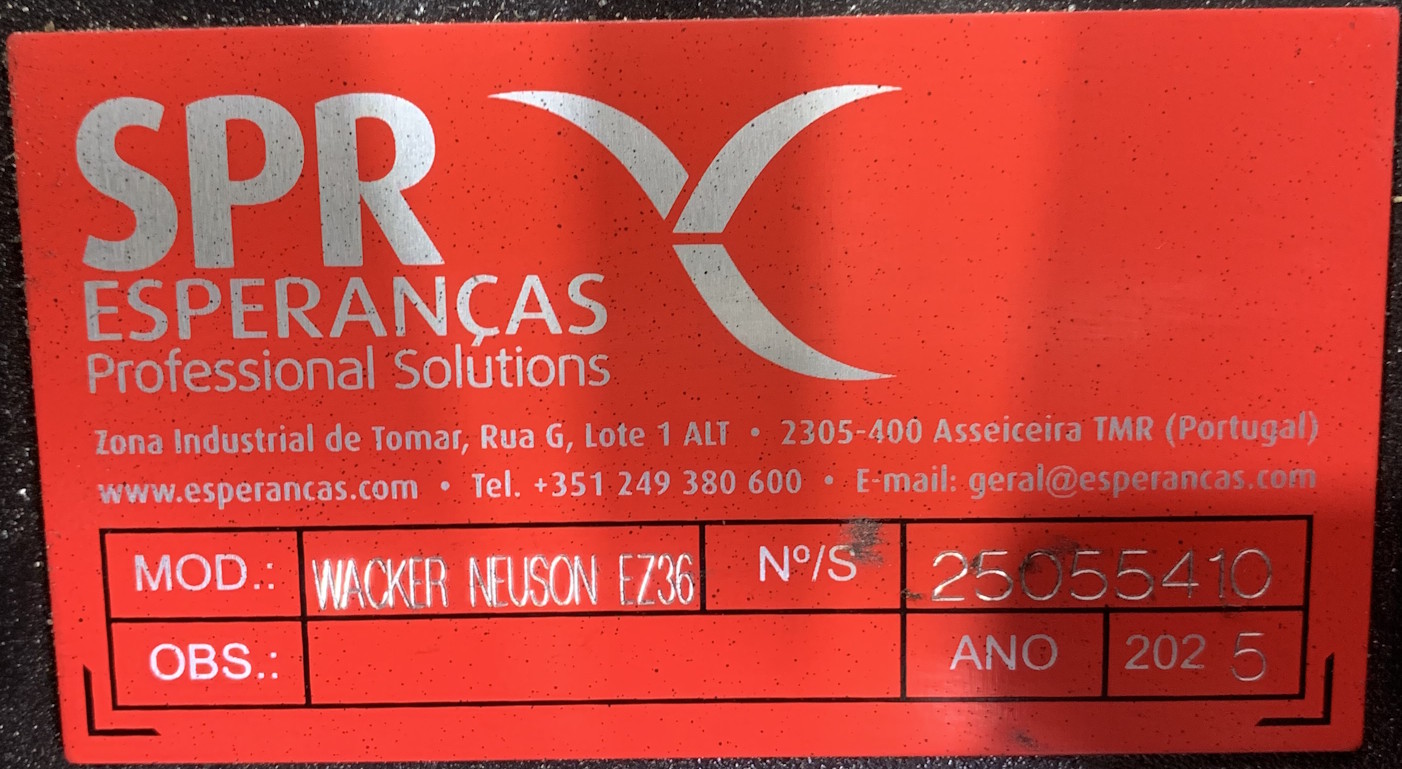 SPR
ESPERANÇAS
Professional Solutions
Zona Industrial de Tomar, Rua G, Lote 1 ALT • 2305-400 Asseiceira TMR (Portugal)
www.esperancas.com • Tel. +351 249 380 600 • E-mail: geral@esperancas.com
MOD.: WACKER NEUSON EZ36 Nº/S 25055410
OBS.: ANO 202 5